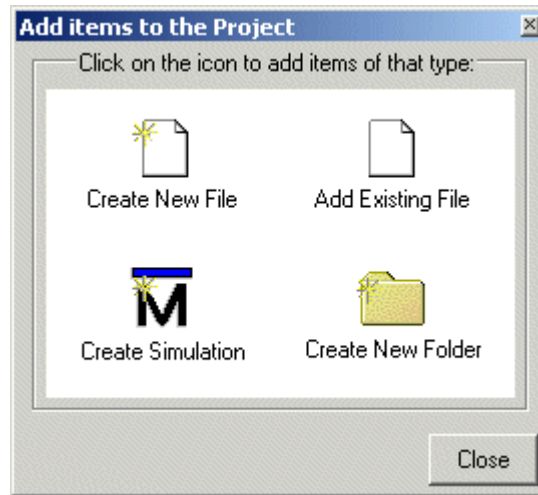 Add items to the Project
Click on the icon to add items of that type:
Create New File
Add Existing File
M
Create Simulation
Create New Folder
Close